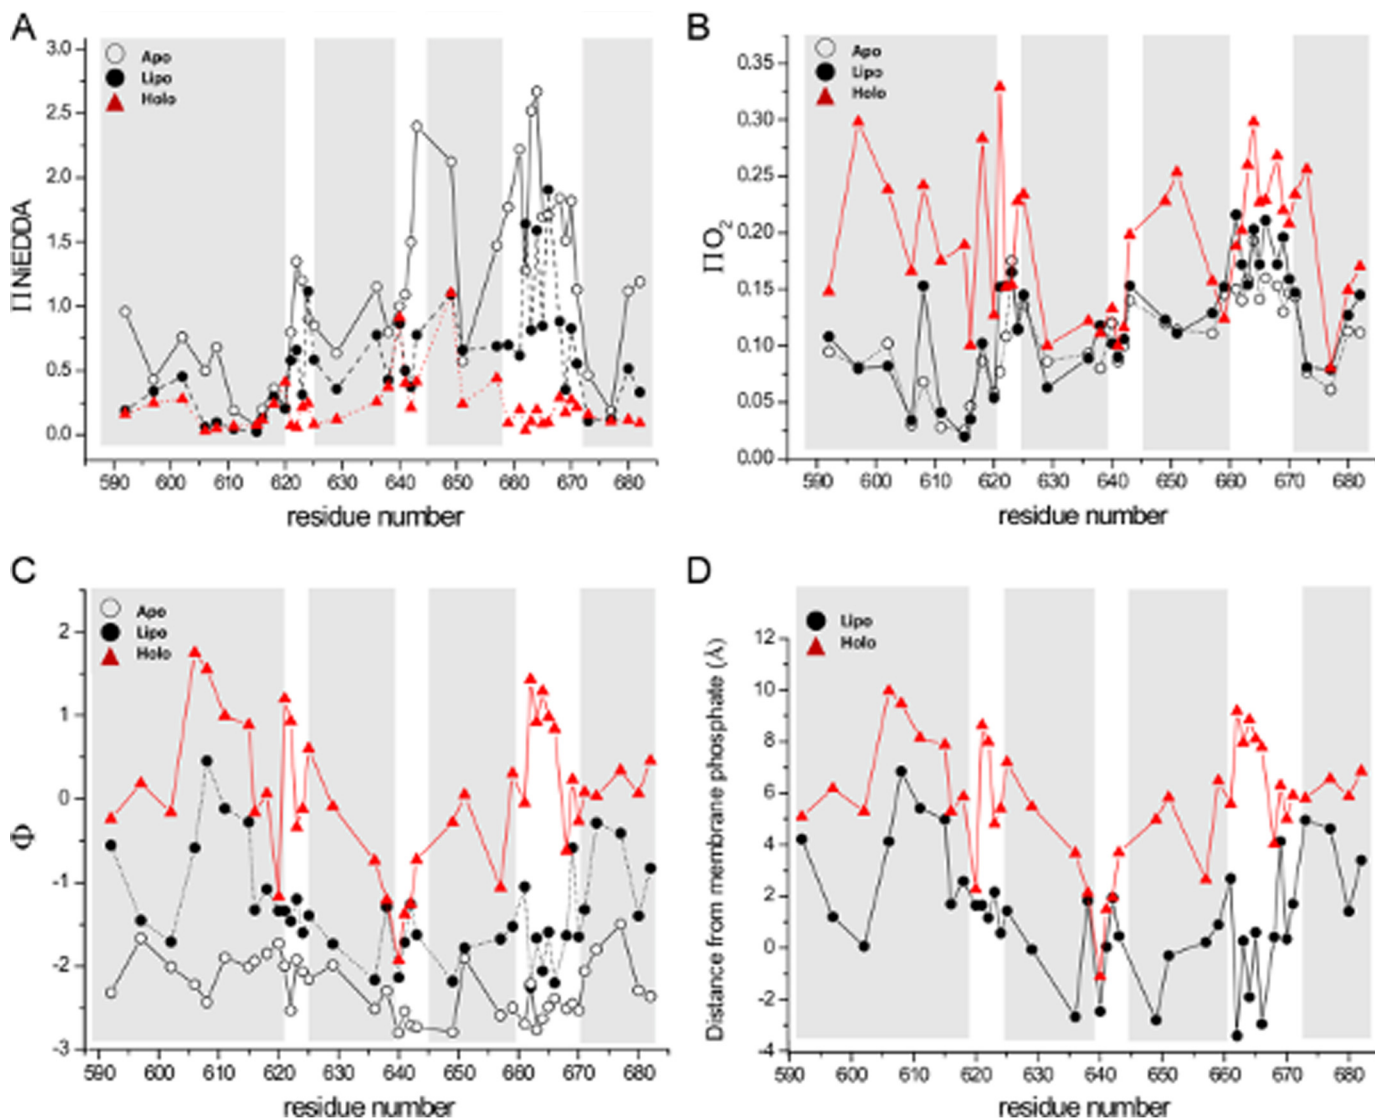 A
3.0
2.5
2.0
1.5
1.0
0.5
0.0
ΠNiEDDA
Apo
Lipo
Holo
590 600 610 620 630 640 650 660 670 680
residue number
B
0.35
0.30
0.25
0.20
0.15
0.10
0.05
0.00
ΠO2
Apo
Lipo
Holo
590 600 610 620 630 640 650 660 670 680
residue number
C
2
1
0
-1
-2
-3
Φ
Apo
Lipo
Holo
590 600 610 620 630 640 650 660 670 680
residue number
D
12
10
8
6
4
2
0
-2
-4
Distance from membrane phosphate (Å)
Lipo
Holo
590 600 610 620 630 640 650 660 670 680
residue number